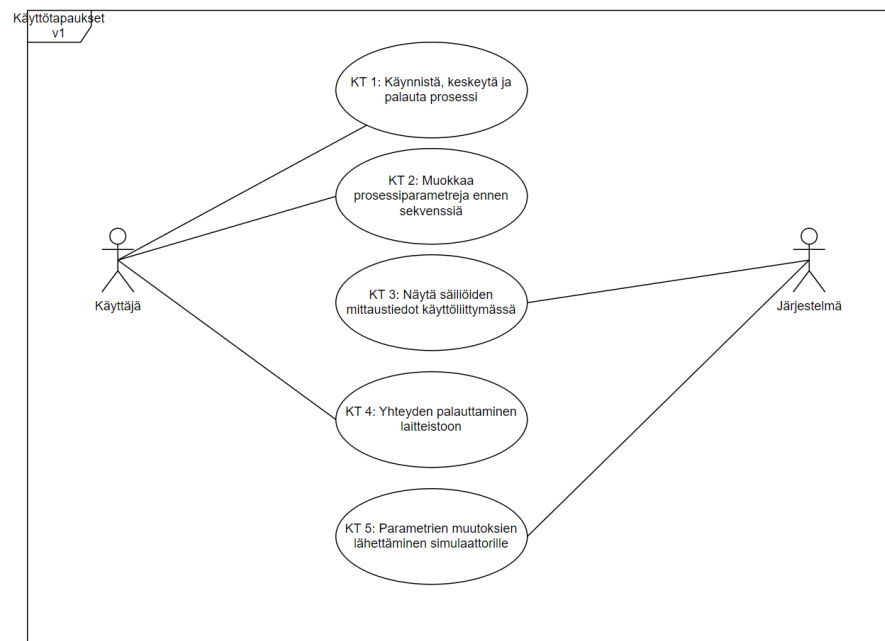 Käyttötapaukset
v1
KT 1: Käynnistä, keskeytä ja
palauta prosessi
KT 2: Muokkaa
prosessiparametreja ennen
sekvenssiä
KT 3: Näytä säiliöiden
mittaustiedot käyttöliittymässä
Käyttäjä
Järjestelmä
KT 4: Yhteyden palauttaminen
laitteistoon
KT 5: Parametrien muutoksien
lähettäminen simulaattorille